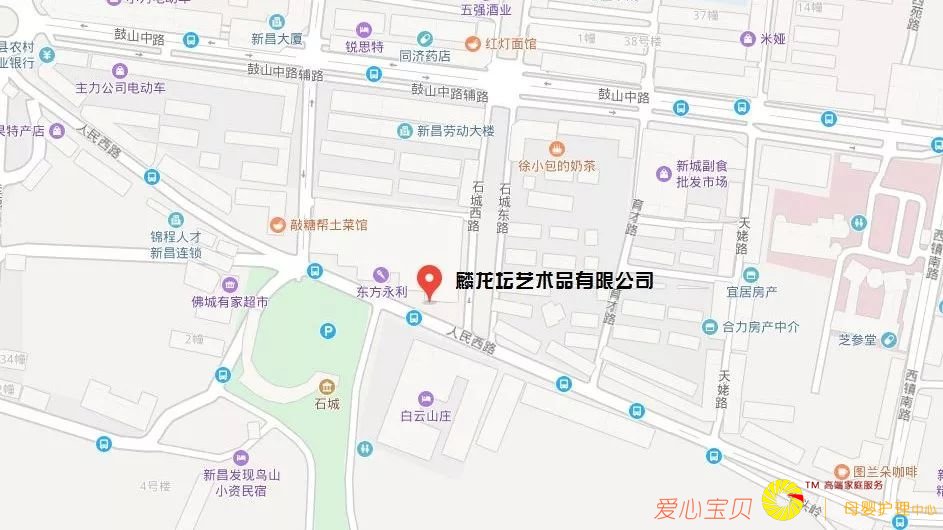 五强酒业
鼓山中路
新昌大厦
锐思特
同济药店
红灯面馆
1幢
38号楼
37幢
14幢
米娅
西苑路
县农村
业银行
主力公司电动车
鼓山中路辅路
鼓山中路辅路
鼓山中路
果特产店
人民西路
新昌劳动大楼
徐小包的奶茶
新城副食
批发市场
石城西路
石城东路
育才路
天姥路
锦程人才
新昌连锁
敲糖帮土菜馆
西镇南路
佛城有家超市
东方永利
麟龙坛艺术品有限公司
宜居房产
育才路
合力房产中介
芝参堂
人民西路
34幢
2幢
P
石城
白云山庄
天姥路
西镇南路
新昌发现鸟山
小资民宿
4号楼
图兰朵咖啡
TM 高端家庭服务
爱心宝贝
母婴护理中心
头岭